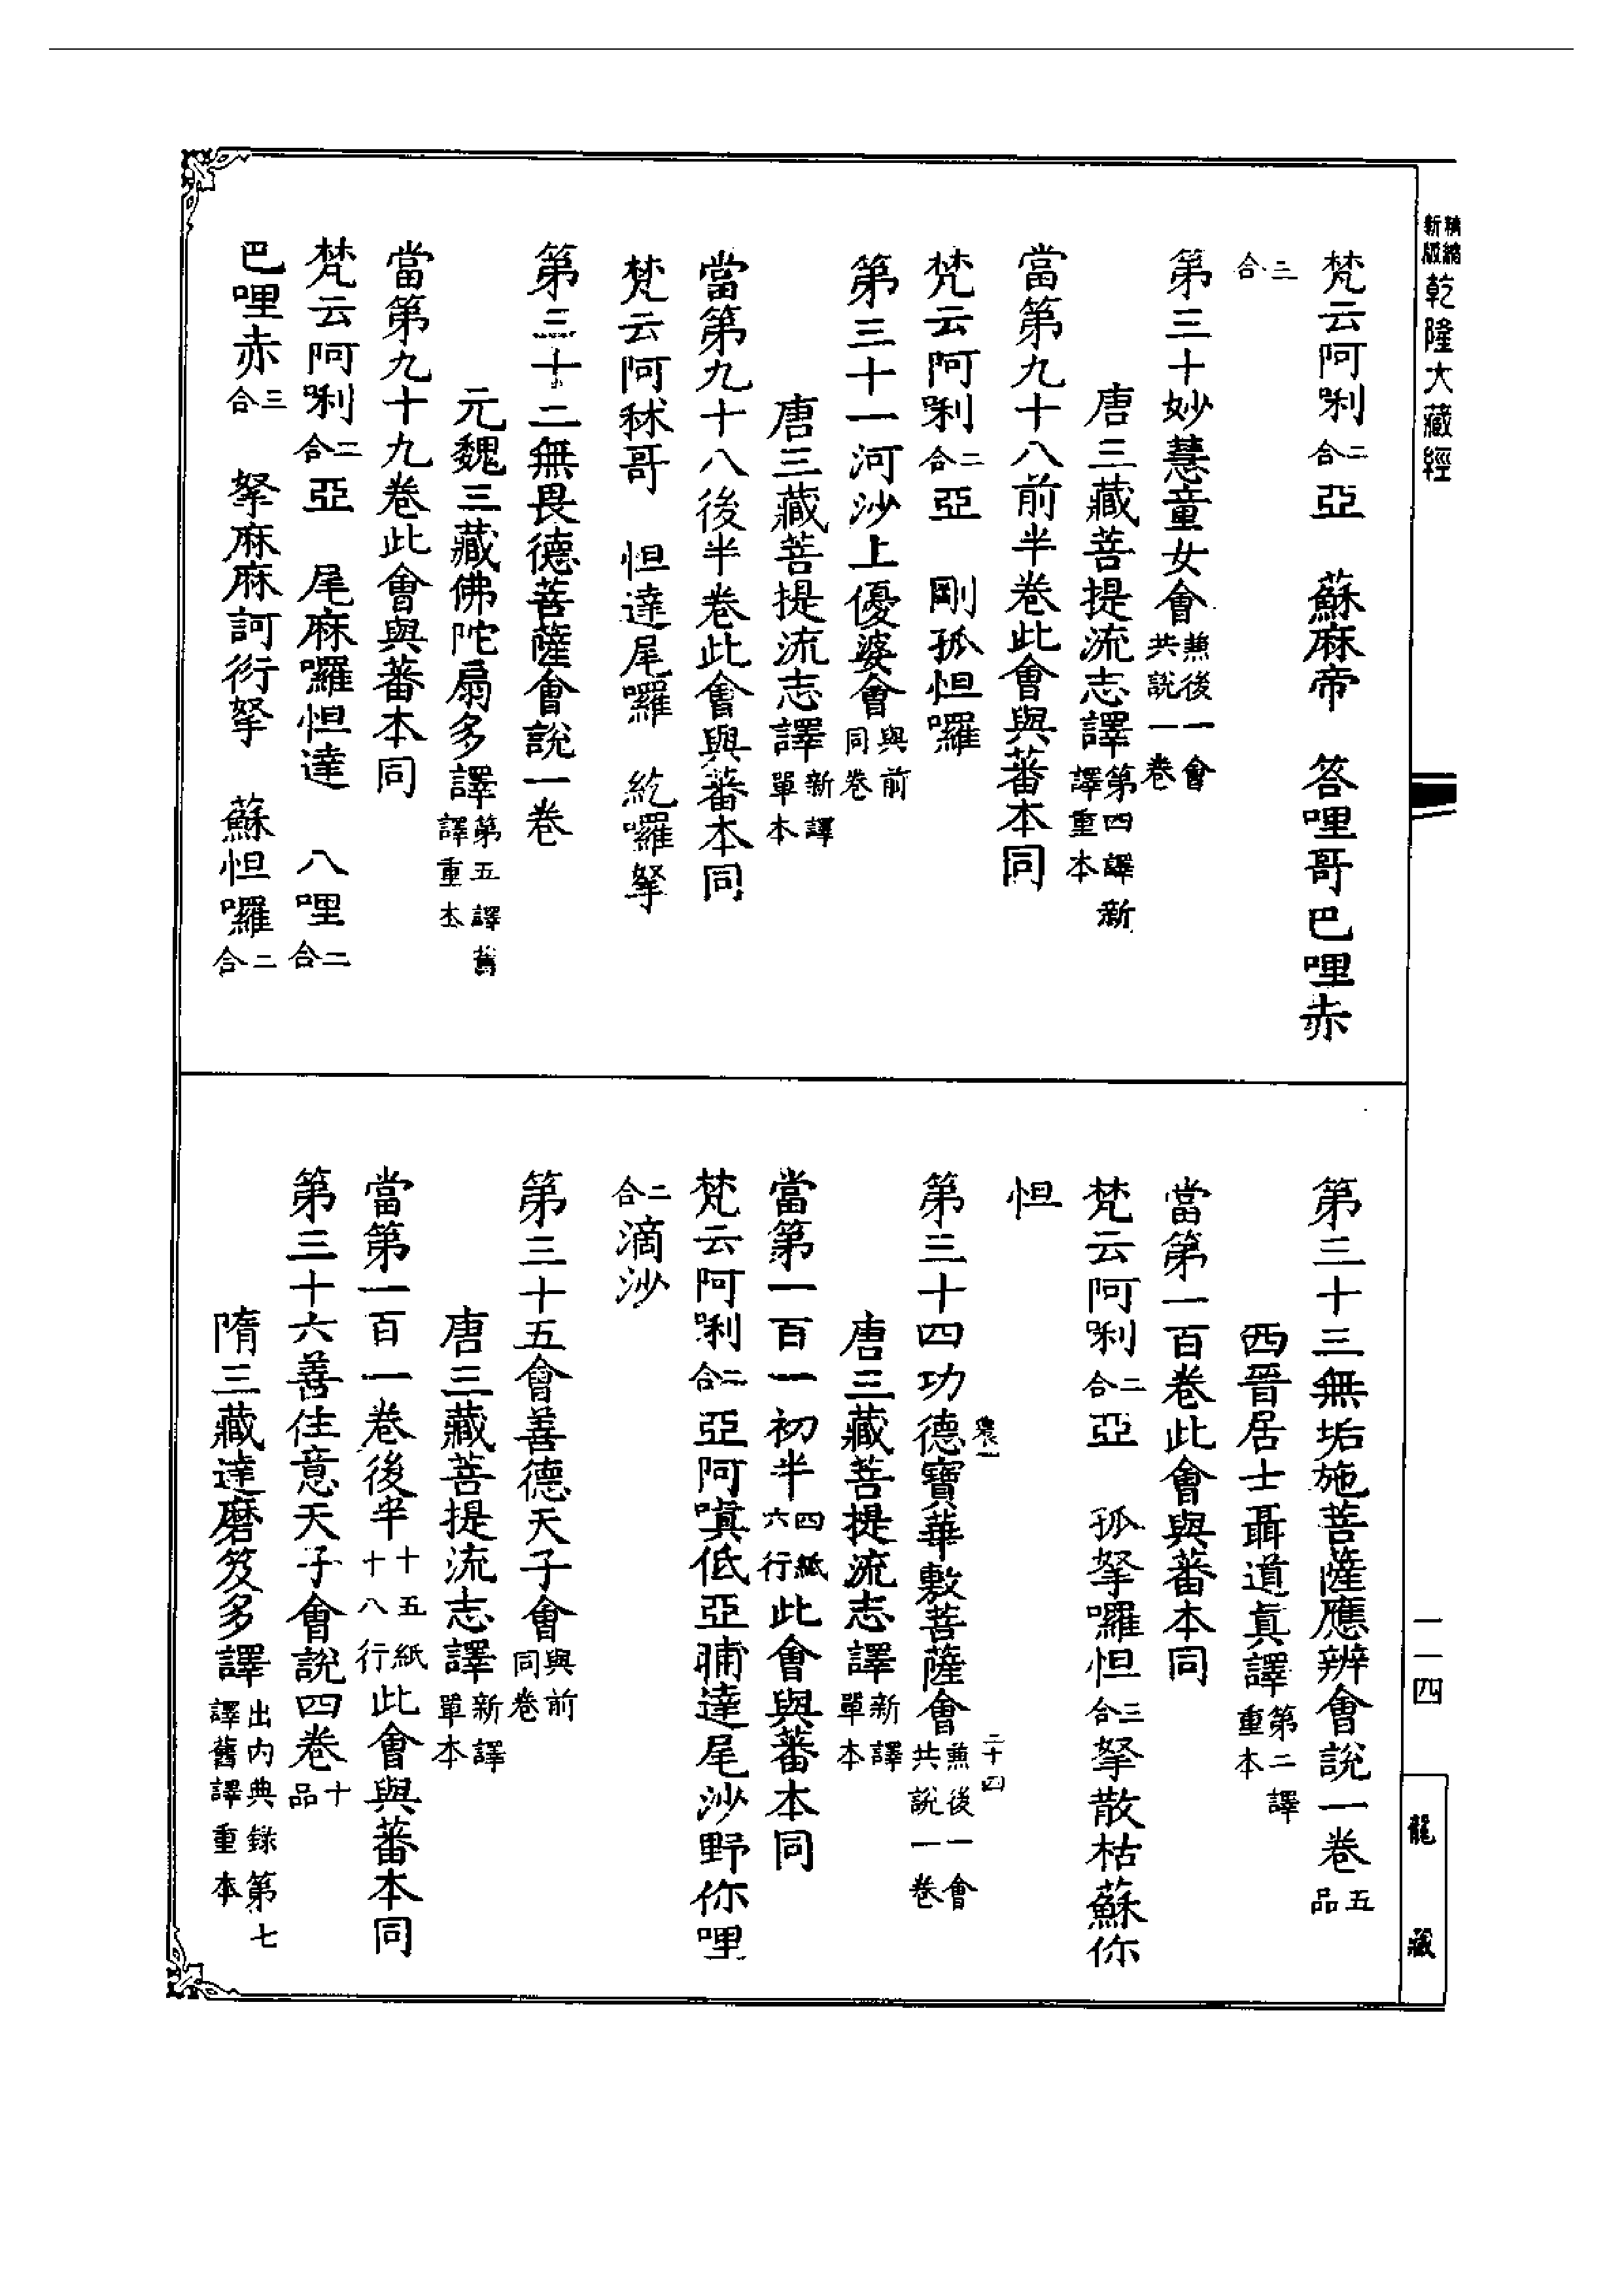 新版精縮乾隆大藏經
梵云阿唎二合亞　蘇麻帝　答哩哥巴哩赤
三合
第三十妙慧童女會兼後一會共說一卷
唐三藏菩提流志譯第四譯新譯重本
當第九十八前半卷此會與蕃本同
梵云阿唎二合亞　剛孤怛囉
第三十一河沙上優婆會與前同卷
唐三藏菩提流志譯新譯單本
當第九十八後半卷此會與蕃本同
梵云阿秫哥　怛達尾囉　紇囉拏
第三十二無畏德菩薩會說一卷
元魏三藏佛陀扇多譯第五譯舊譯重本
當第九十九卷此會與蕃本同
梵云阿唎二合亞　尾麻囉怛達　八哩二合
巴哩赤三合　拏麻麻訶衍拏　蘇怛囉二合
第三十三無垢施菩薩應辨會說一卷五品
西晉居士聶道真譯第二譯重本
當第一百卷此會與蕃本同
梵云阿唎二合亞　孤拏囉怛三合拏散枯蘇你
怛
第三十四功德寶華敷菩薩會兼後一會共說一卷
二十四
唐三藏菩提流志譯新譯單本
當第一百一初半四紙六行此會與蕃本同
梵云阿唎二合亞阿嗔低亞晡達尾沙野你哩
二合滴沙
第三十五會善德天子會與前同卷
唐三藏菩提流志譯新譯單本
當第一百一卷後半十五紙十八行此會與蕃本同
第三十六善住意天子會說四卷十品
隋三藏達磨笈多譯出內典錄第七譯舊譯重本
一一四
龍藏